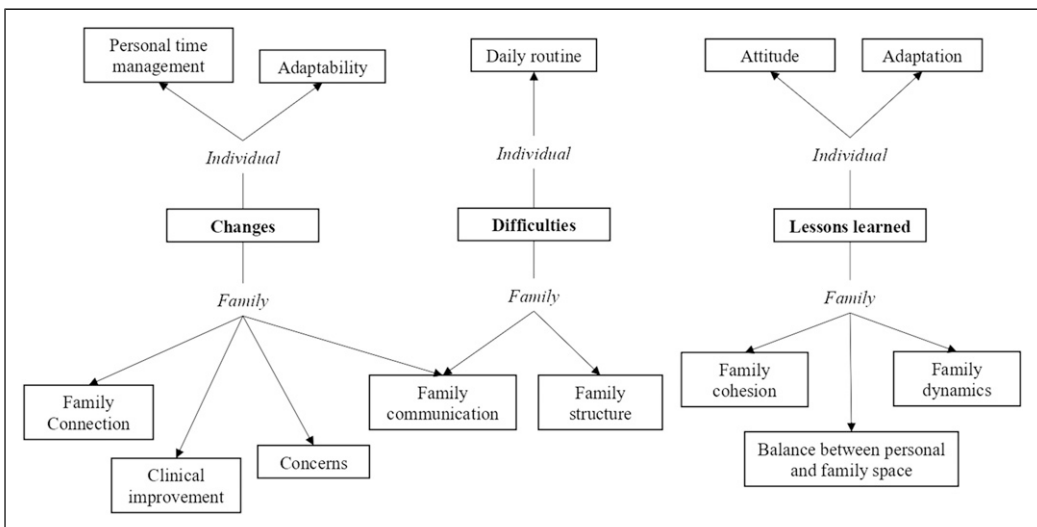 Personal time
management
Adaptability
Daily routine
Attitude
Adaptation
Individual
Individual
Individual
Changes
Difficulties
Lessons learned
Family
Family
Family
Family
Connection
Clinical
improvement
Concerns
Family
communication
Family
structure
Family
cohesion
Family
dynamics
Balance between personal
and family space